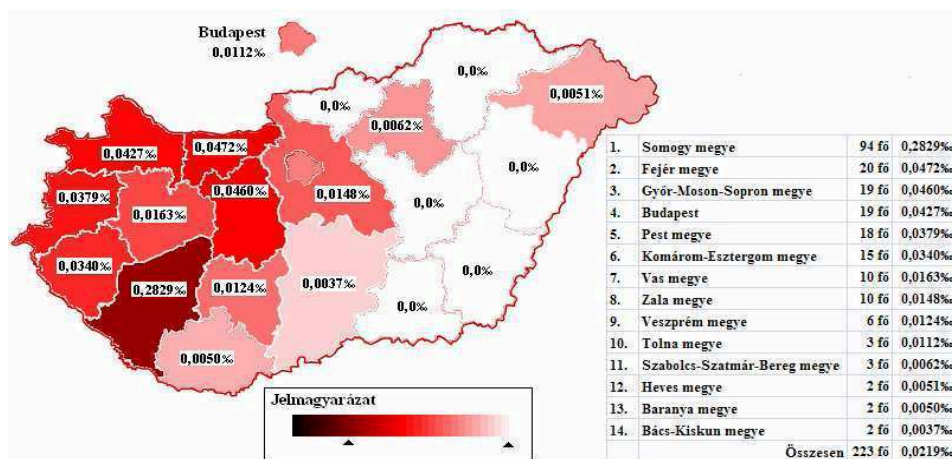 Budapest
0,0112‰
0,0‰
0,0‰
0,0051‰
0,0062‰
0,0427‰
0,0472‰
0,0‰
0,0379‰
0,0163‰
0,0460‰
0,0148‰
0,0‰
0,0340‰
0,2829‰
0,0124‰
0,0037‰
0,0‰
0,0‰
0,0050‰
Jelmagyarázat
1. Somogy megye 94 fő 0,2829‰
2. Fejér megye 20 fő 0,0472‰
3. Győr-Moson-Sopron megye 19 fő 0,0460‰
4. Budapest 19 fő 0,0427‰
5. Pest megye 18 fő 0,0379‰
6. Komárom-Esztergom megye 15 fő 0,0340‰
7. Vas megye 10 fő 0,0163‰
8. Zala megye 10 fő 0,0148‰
9. Veszprém megye 6 fő 0,0124‰
10. Tolna megye 3 fő 0,0112‰
11. Szabolcs-Szatmár-Bereg megye 3 fő 0,0062‰
12. Heves megye 2 fő 0,0051‰
13. Baranya megye 2 fő 0,0050‰
14. Bács-Kiskun megye 2 fő 0,0037‰
Összesen 223 fő 0,0219‰